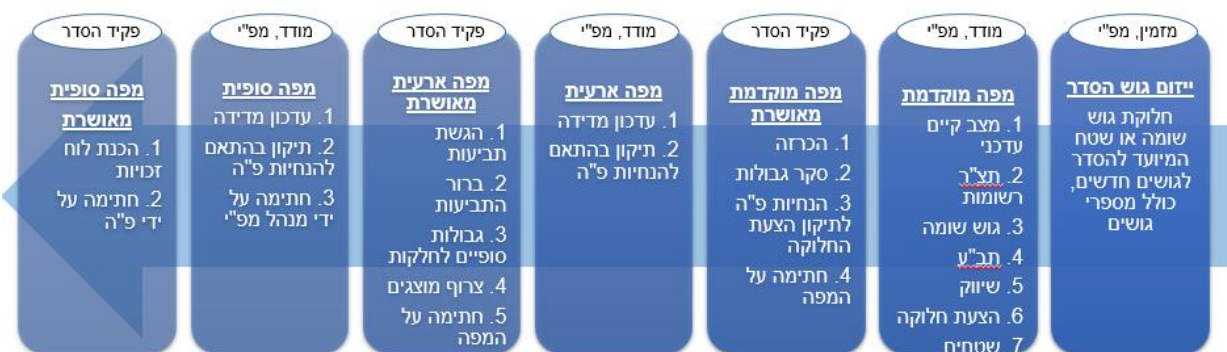 מזמין, מפ"י
ייזום גוש הסדר
חלוקת גוש
שומה או שטח
המיועד להסדר
לגושים חדשים,
כולל מספרי
גושים
מודד, מפ"י
מפה מוקדמת
1. מצב קיים
עדכני
2. תצ"ר
רשומות
3. גוש שומה
4. תב"ע
5. שיווק
6. הצעת חלוקה
7. שטחים
פקיד הסדר
מפה מוקדמת
מאושרת
1. הכרזה
2. סקר גבולות
3. הנחיות פ"ה
לתיקון הצעת
החלוקה
4. חתימה על
המפה
מודד, מפ"י
מפה ארעית
1. עדכון מדידה
2. תיקון בהתאם
להנחיות פ"ה
פקיד הסדר
מפה ארעית
מאושרת
1. הגשת
תביעות
2. ברור
התביעות
3. גבולות
סופיים לחלקות
4. צרוף מוצגים
5. חתימה על
המפה
מודד, מפ"י
מפה סופית
1. עדכון מדידה
2. תיקון בהתאם
להנחיות פ"ה
3. חתימה על
ידי מנהל מפ"י
פקיד הסדר
מפה סופית
מאושרת
1. הכנת לוח
זכויות
2. חתימה על
ידי פ"ה